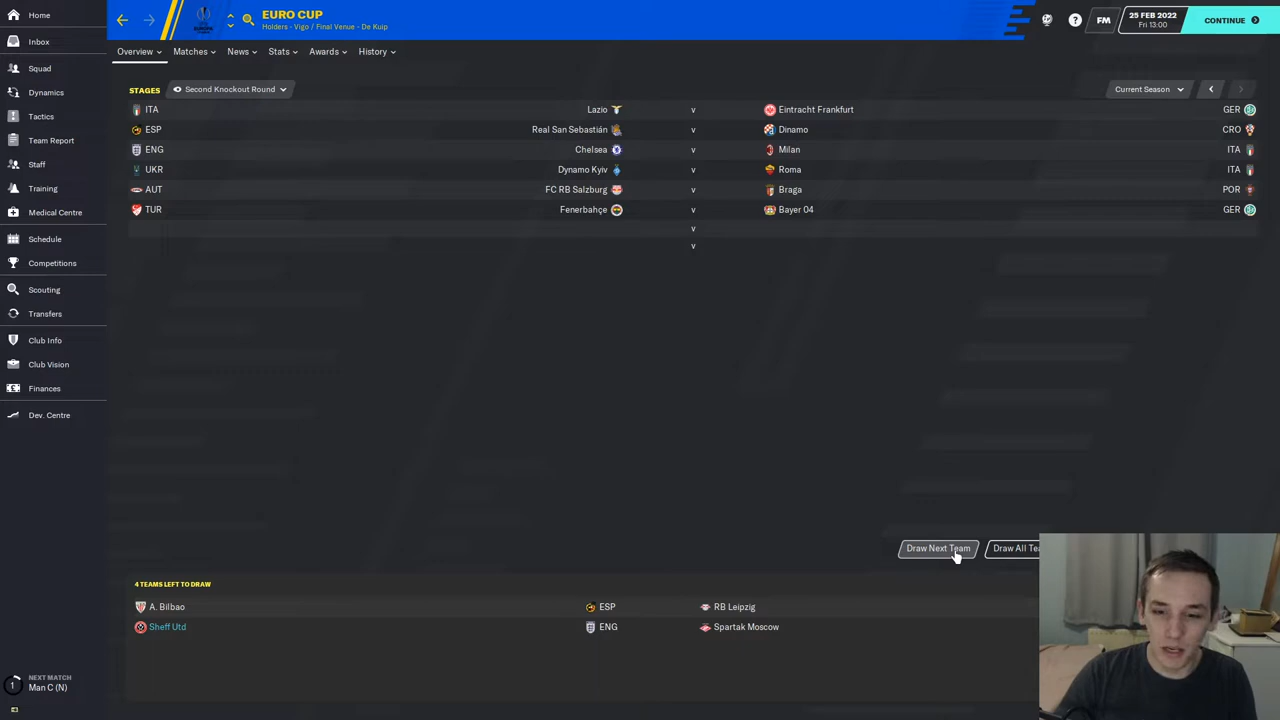 Home
Inbox
Squad
Dynamics
Tactics
Team Report
Staff
Training
Medical Centre
Schedule
Competitions
Scouting
Transfers
Club Info
Club Vision
Finances
Dev. Centre
1
NEXT MATCH
Man C (N)
EURO CUP
Holders - Vigo / Final Venue - De Kuip
FM
25 FEB 2022
Fri 13:00
CONTINUE
Overview Matches News Stats Awards History
STAGES Second Knockout Round Current Season
ITA Lazio v Eintracht Frankfurt GER
ESP Real San Sebastián v Dinamo CRO
ENG Chelsea v Milan ITA
UKR Dynamo Kyiv v Roma ITA
AUT FC RB Salzburg v Braga POR
TUR Fenerbahçe v Bayer 04 GER
v
v
Draw Next Team Draw All Tea
4 TEAMS LEFT TO DRAW
A. Bilbao ESP RB Leipzig
Sheff Utd ENG Spartak Moscow